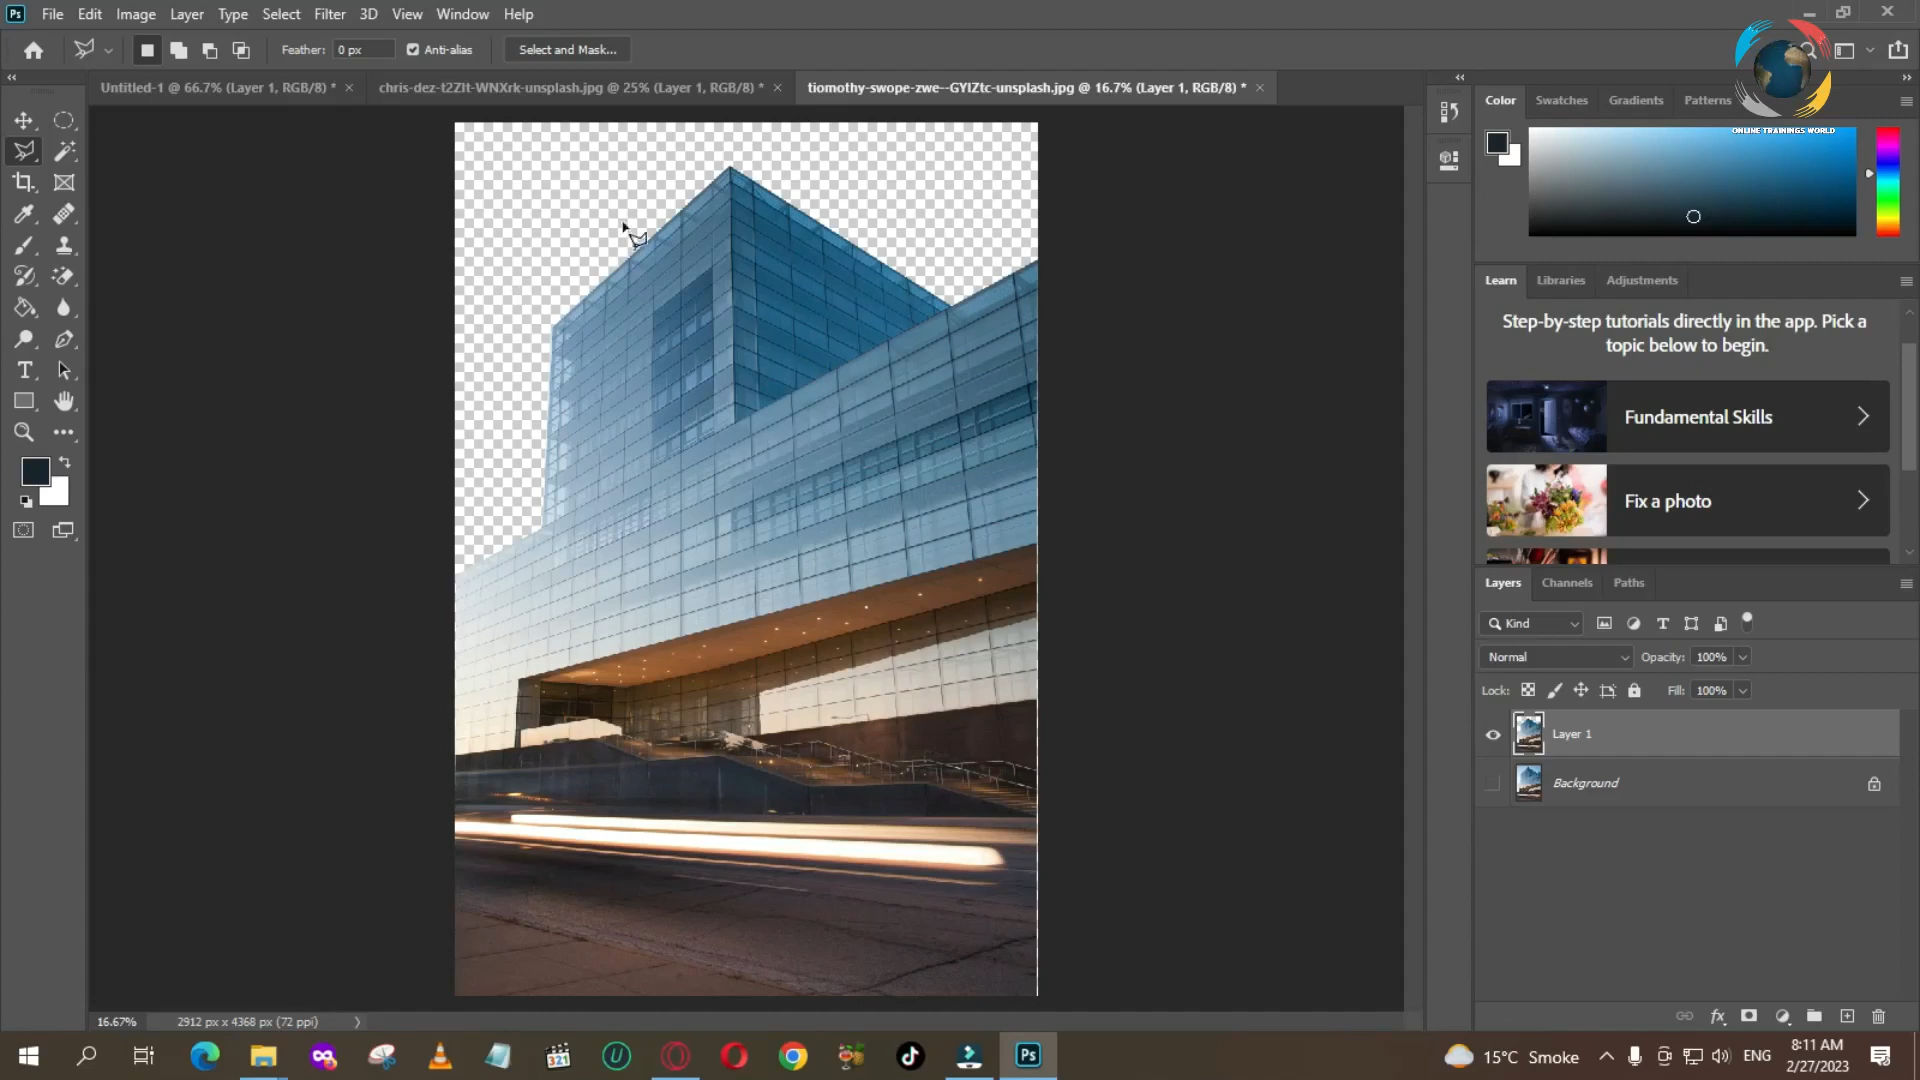 Ps File Edit Image Layer Type Select Filter 3D View Window Help
Feather: 0 px Anti-alias Select and Mask...
Untitled-1 @ 66.7% (Layer 1, RGB/8) * × chris-dez-t2ZIt-WNXrk-unsplash.jpg @ 25% (Layer 1, RGB/8) * × tiomothy-swope-zwe--GYIZtc-unsplash.jpg @ 16.7% (Layer 1, RGB/8) * ×
Color Swatches Gradients Patterns
ONLINE TRAININGS WORLD
Learn Libraries Adjustments
Step-by-step tutorials directly in the app. Pick a
topic below to begin.
Fundamental Skills
Fix a photo
Layers Channels Paths
Kind
Normal Opacity: 100%
Lock: Fill: 100%
Layer 1
Background
16.67% 2912 px x 4368 px (72 ppi)
321
Ps
15°C Smoke ENG
8:11 AM
2/27/2023